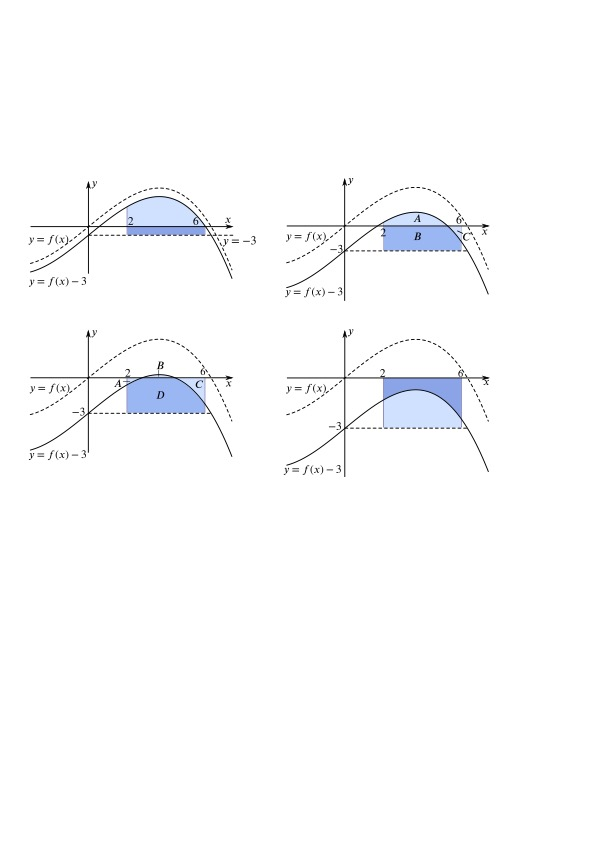 y
2
6
x
y = f(x)
y = −3
y = f(x) − 3
y
A
6
x
y = f(x)
2
B
C
−3
y = f(x) − 3
y
B
2
6
A
C
x
y = f(x)
D
−3
y = f(x) − 3
y
2
6
x
y = f(x)
−3
y = f(x) − 3